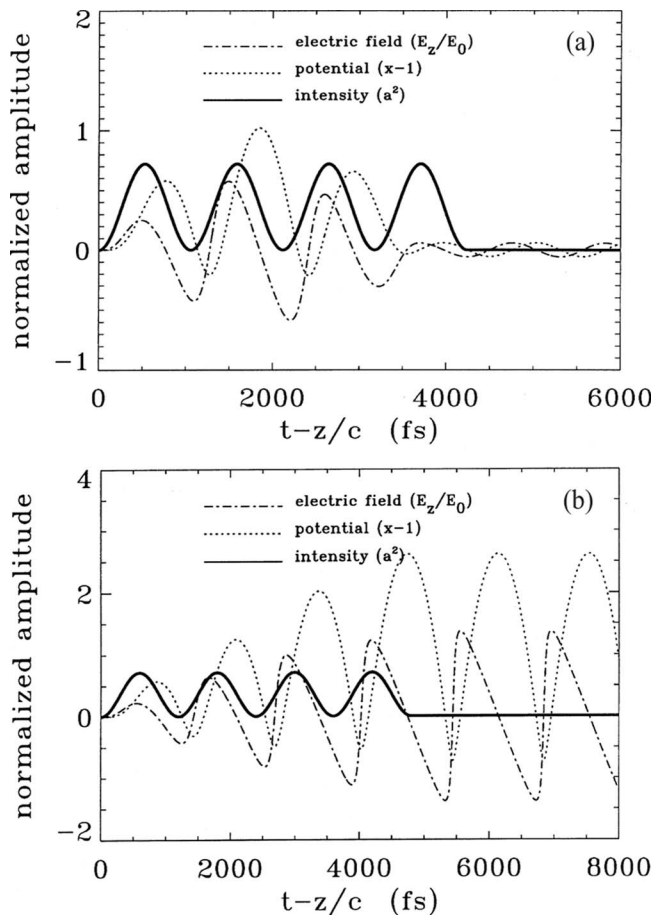 2
(a)
electric field (E_z/E_0)
potential (x−1)
intensity (a²)
1
0
−1
normalized amplitude
0 2000 4000 6000
t−z/c (fs)
4
(b)
electric field (E_z/E_0)
potential (x−1)
intensity (a²)
2
0
−2
normalized amplitude
0 2000 4000 6000 8000
t−z/c (fs)